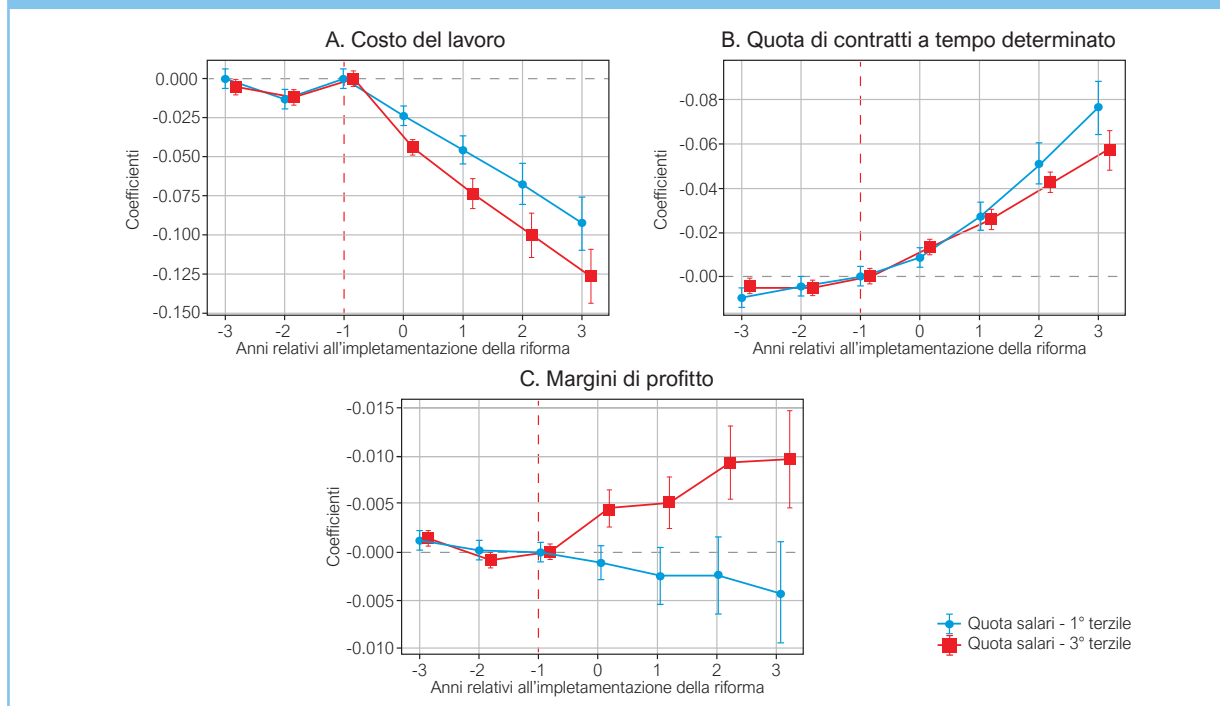 A. Costo del lavoro
0.000
-0.025
-0.050
-0.075
-0.100
-0.125
-0.150
Coefficienti
-3 -2 -1 0 1 2 3
Anni relativi all'impletamentazione della riforma
B. Quota di contratti a tempo determinato
-0.08
-0.06
-0.04
-0.02
-0.00
Coefficienti
-3 -2 -1 0 1 2 3
Anni relativi all'impletamentazione della riforma
C. Margini di profitto
-0.015
-0.010
-0.005
-0.000
-0.005
-0.010
Coefficienti
-3 -2 -1 0 1 2 3
Anni relativi all'impletamentazione della riforma
Quota salari - 1° terzile
Quota salari - 3° terzile